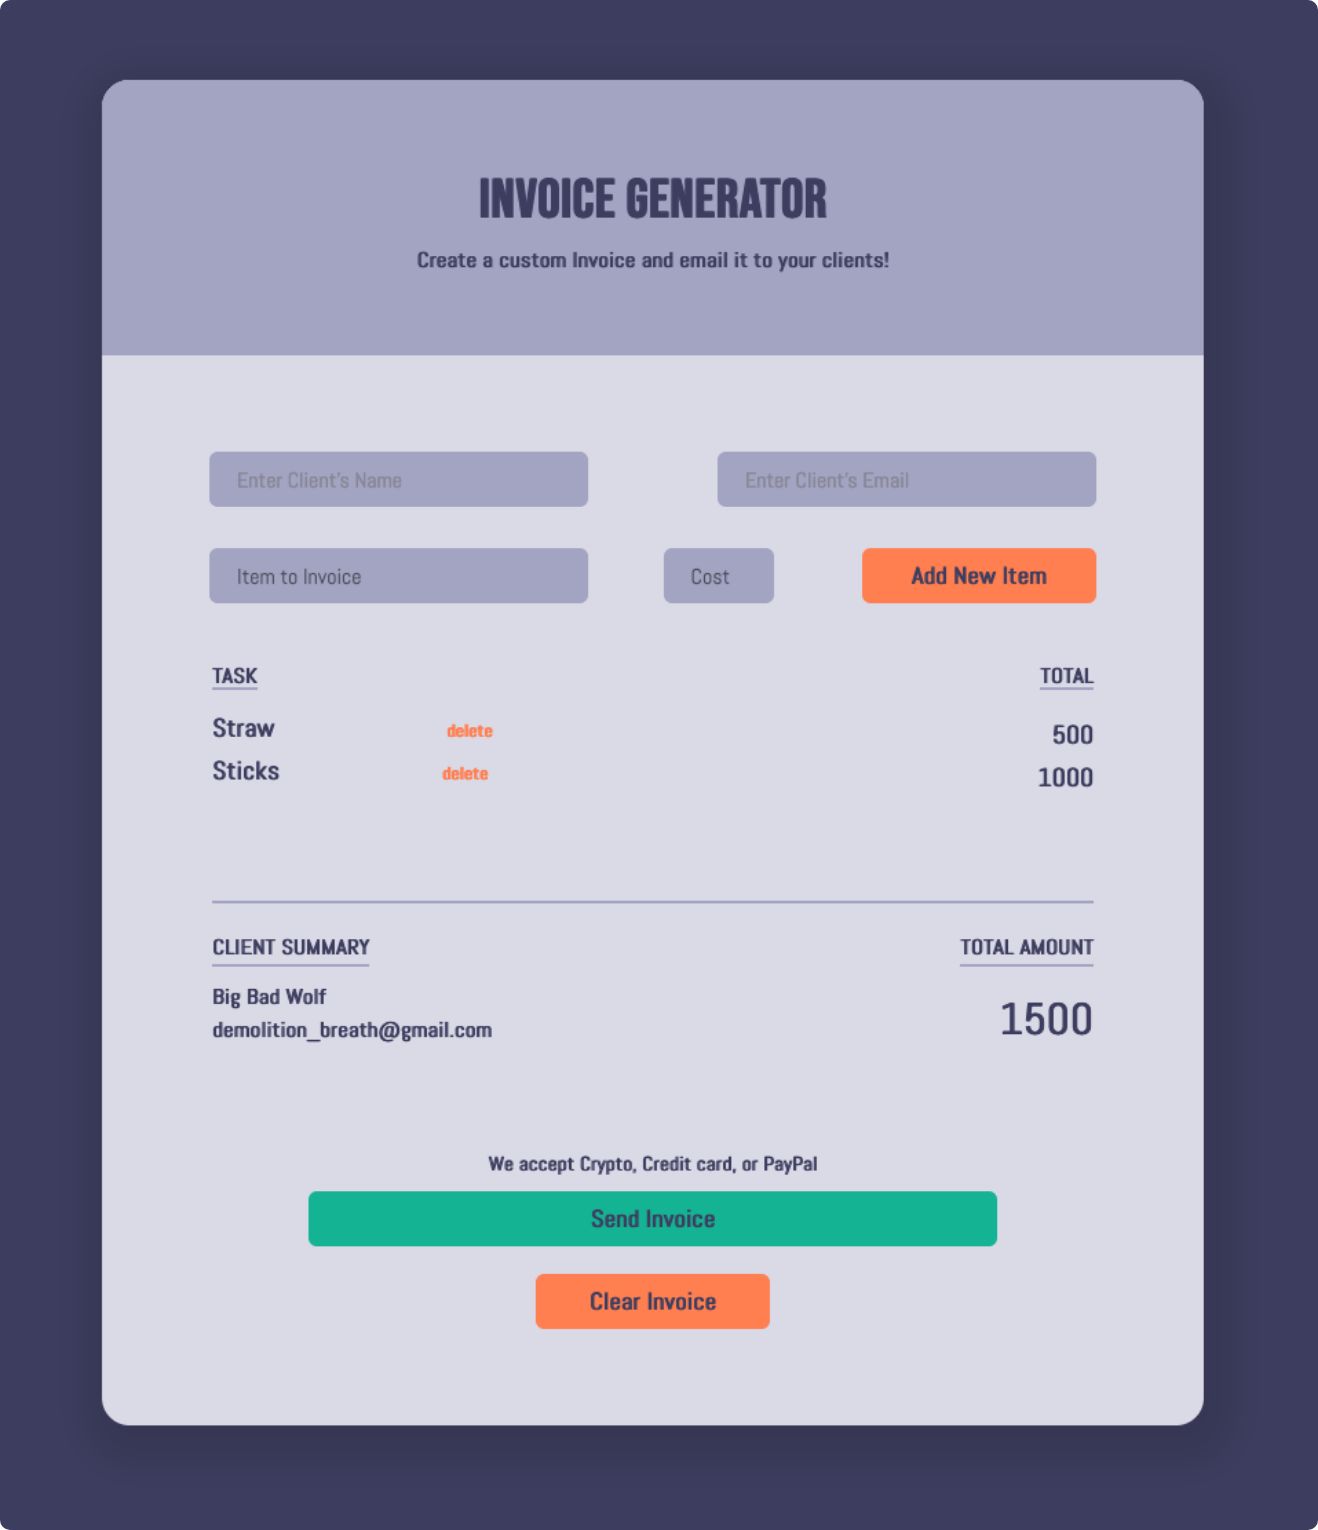 INVOICE GENERATOR
Create a custom Invoice and email it to your clients!
Enter Client's Name
Enter Client's Email
Item to Invoice
Cost
Add New Item
TASK
TOTAL
Straw delete 500
Sticks delete 1000
CLIENT SUMMARY
TOTAL AMOUNT
Big Bad Wolf
demolition_breath@gmail.com
1500
We accept Crypto, Credit card, or PayPal
Send Invoice
Clear Invoice